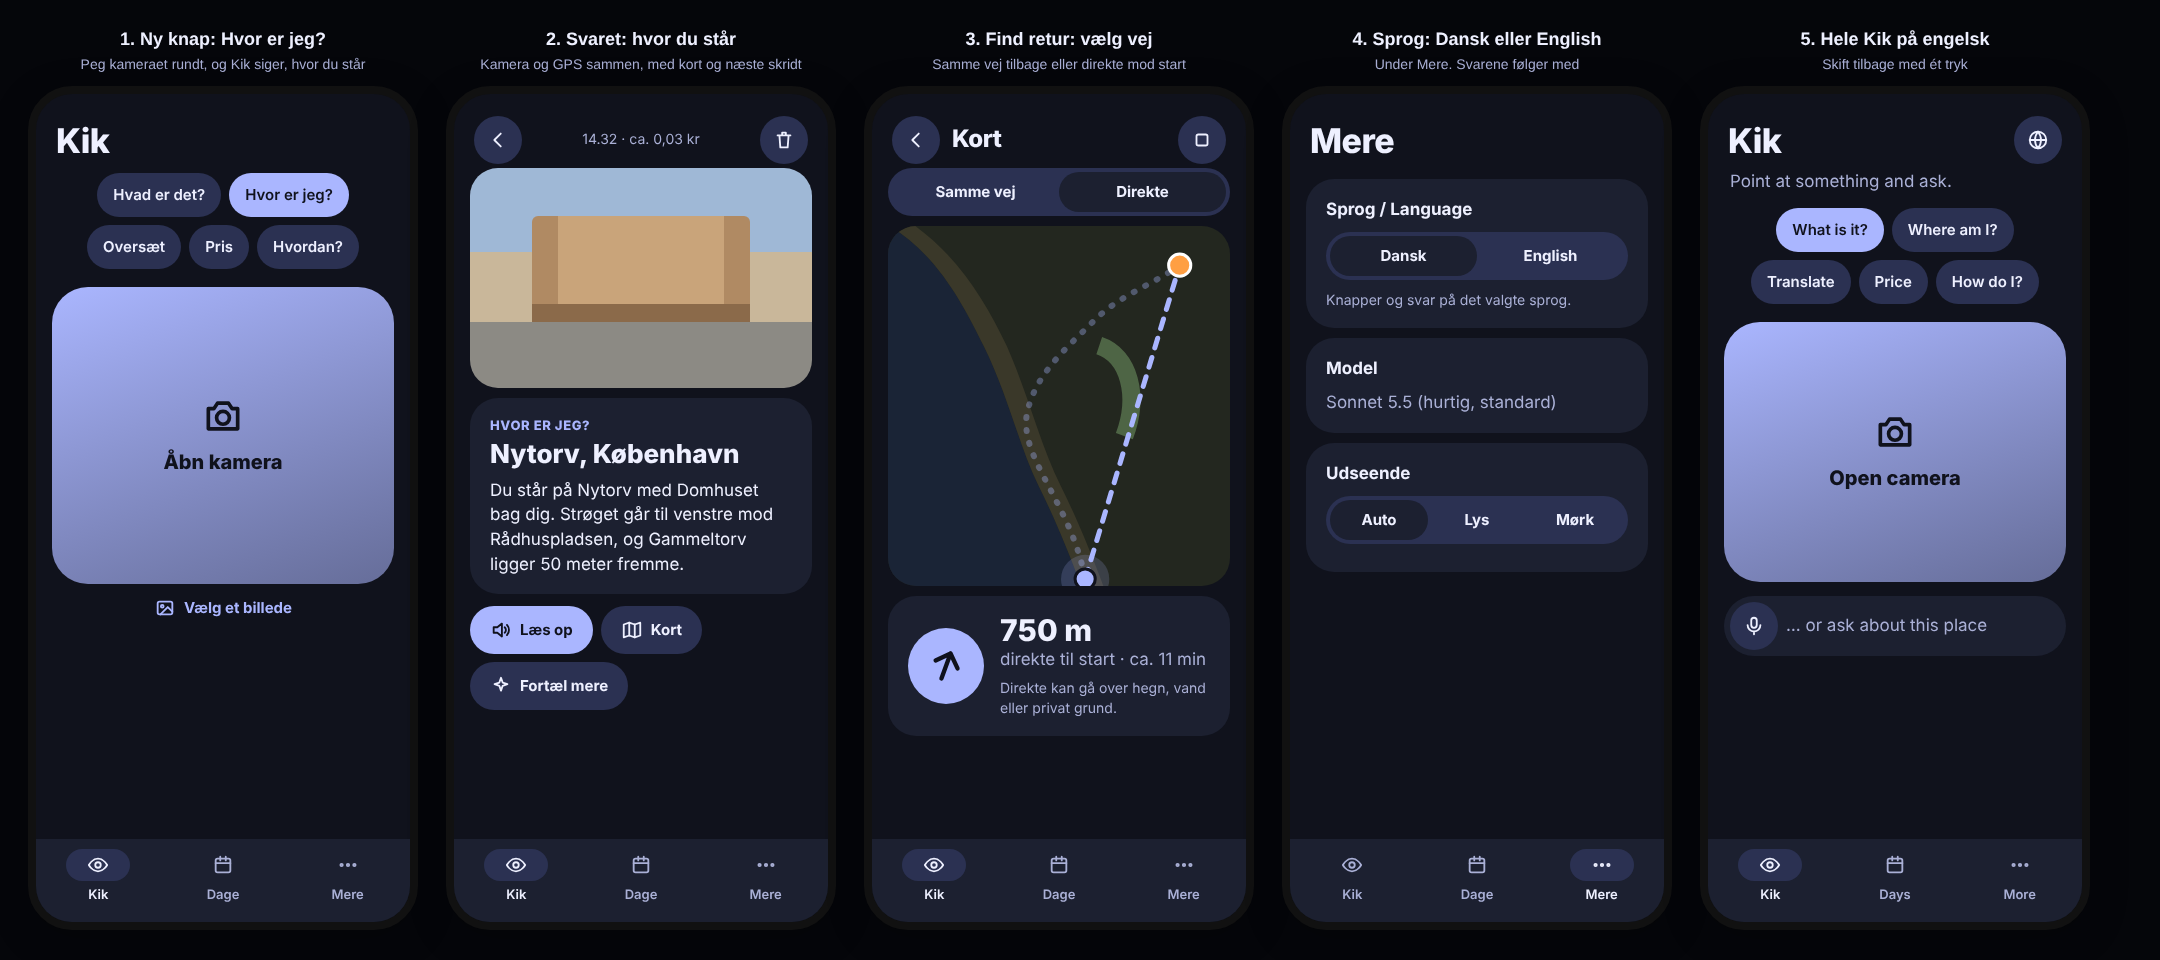 1. Ny knap: Hvor er jeg?
Peg kameraet rundt, og Kik siger, hvor du står
Kik
Hvad er det?
Hvor er jeg?
Oversæt
Pris
Hvordan?
Åbn kamera
Vælg et billede
Kik
Dage
Mere
2. Svaret: hvor du står
Kamera og GPS sammen, med kort og næste skridt
14.32 · ca. 0,03 kr
HVOR ER JEG?
Nytorv, København
Du står på Nytorv med Domhuset
bag dig. Strøget går til venstre mod
Rådhuspladsen, og Gammeltorv
ligger 50 meter fremme.
Læs op
Kort
Fortæl mere
Kik
Dage
Mere
3. Find retur: vælg vej
Samme vej tilbage eller direkte mod start
Kort
Samme vej
Direkte
750 m
direkte til start · ca. 11 min
Direkte kan gå over hegn, vand
eller privat grund.
Kik
Dage
Mere
4. Sprog: Dansk eller English
Under Mere. Svarene følger med
Mere
Sprog / Language
Dansk
English
Knapper og svar på det valgte sprog.
Model
Sonnet 5.5 (hurtig, standard)
Udseende
Auto
Lys
Mørk
Kik
Dage
Mere
5. Hele Kik på engelsk
Skift tilbage med ét tryk
Kik
Point at something and ask.
What is it?
Where am I?
Translate
Price
How do I?
Open camera
... or ask about this place
Kik
Days
More